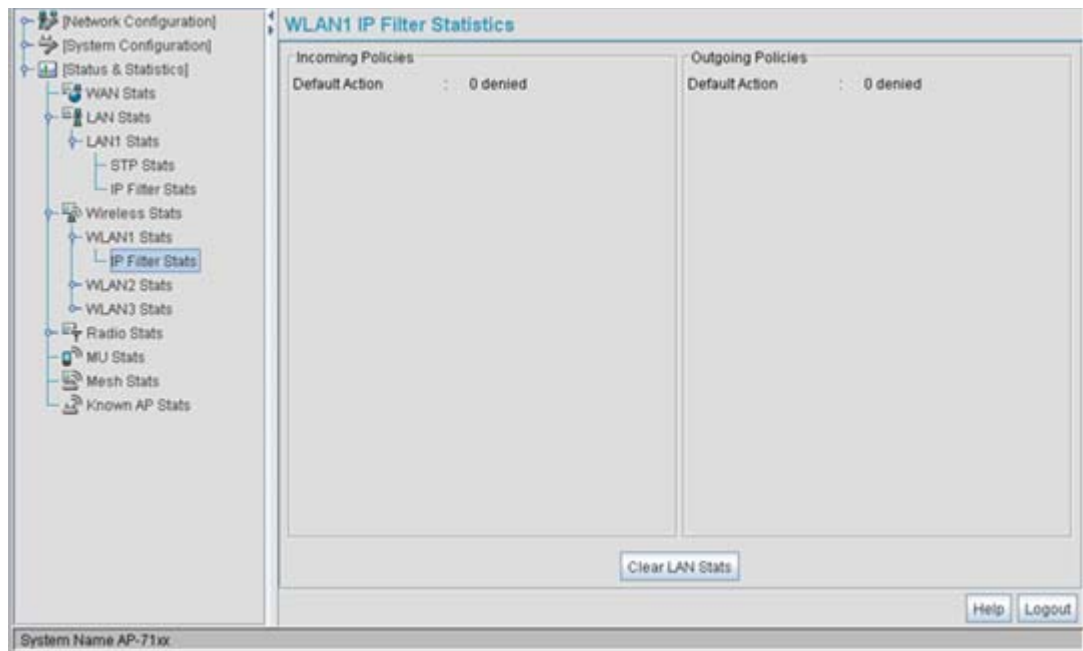 [Network Configuration]
[System Configuration]
[Status & Statistics]
WAN Stats
LAN Stats
LAN1 Stats
STP Stats
IP Filter Stats
Wireless Stats
WLAN1 Stats
IP Filter Stats
WLAN2 Stats
WLAN3 Stats
Radio Stats
MU Stats
Mesh Stats
Known AP Stats
WLAN1 IP Filter Statistics
Incoming Policies
Default Action : 0 denied
Outgoing Policies
Default Action : 0 denied
Clear LAN Stats
Help Logout
System Name AP-71xx